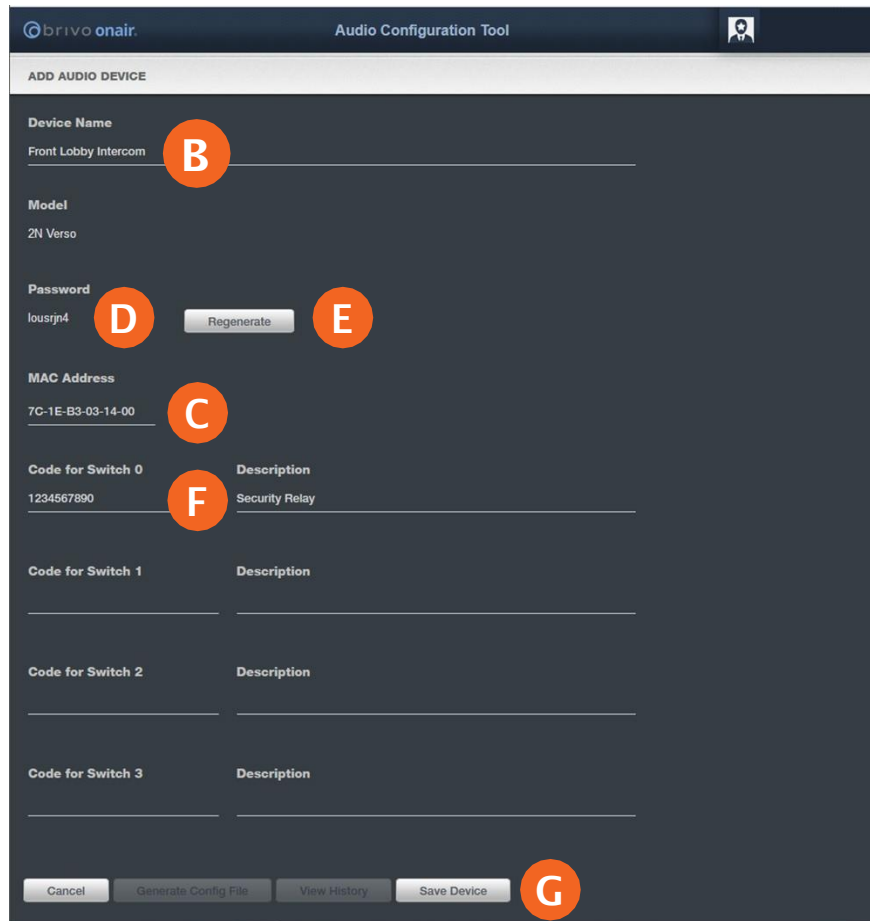 brivo onair. Audio Configuration Tool
ADD AUDIO DEVICE
Device Name
Front Lobby Intercom B
Model
2N Verso
Password
lousrjn4 D Regenerate E
MAC Address
7C-1E-B3-03-14-00 C
Code for Switch 0 Description
1234567890 F Security Relay
Code for Switch 1 Description
Code for Switch 2 Description
Code for Switch 3 Description
Cancel Generate Config File View History Save Device G